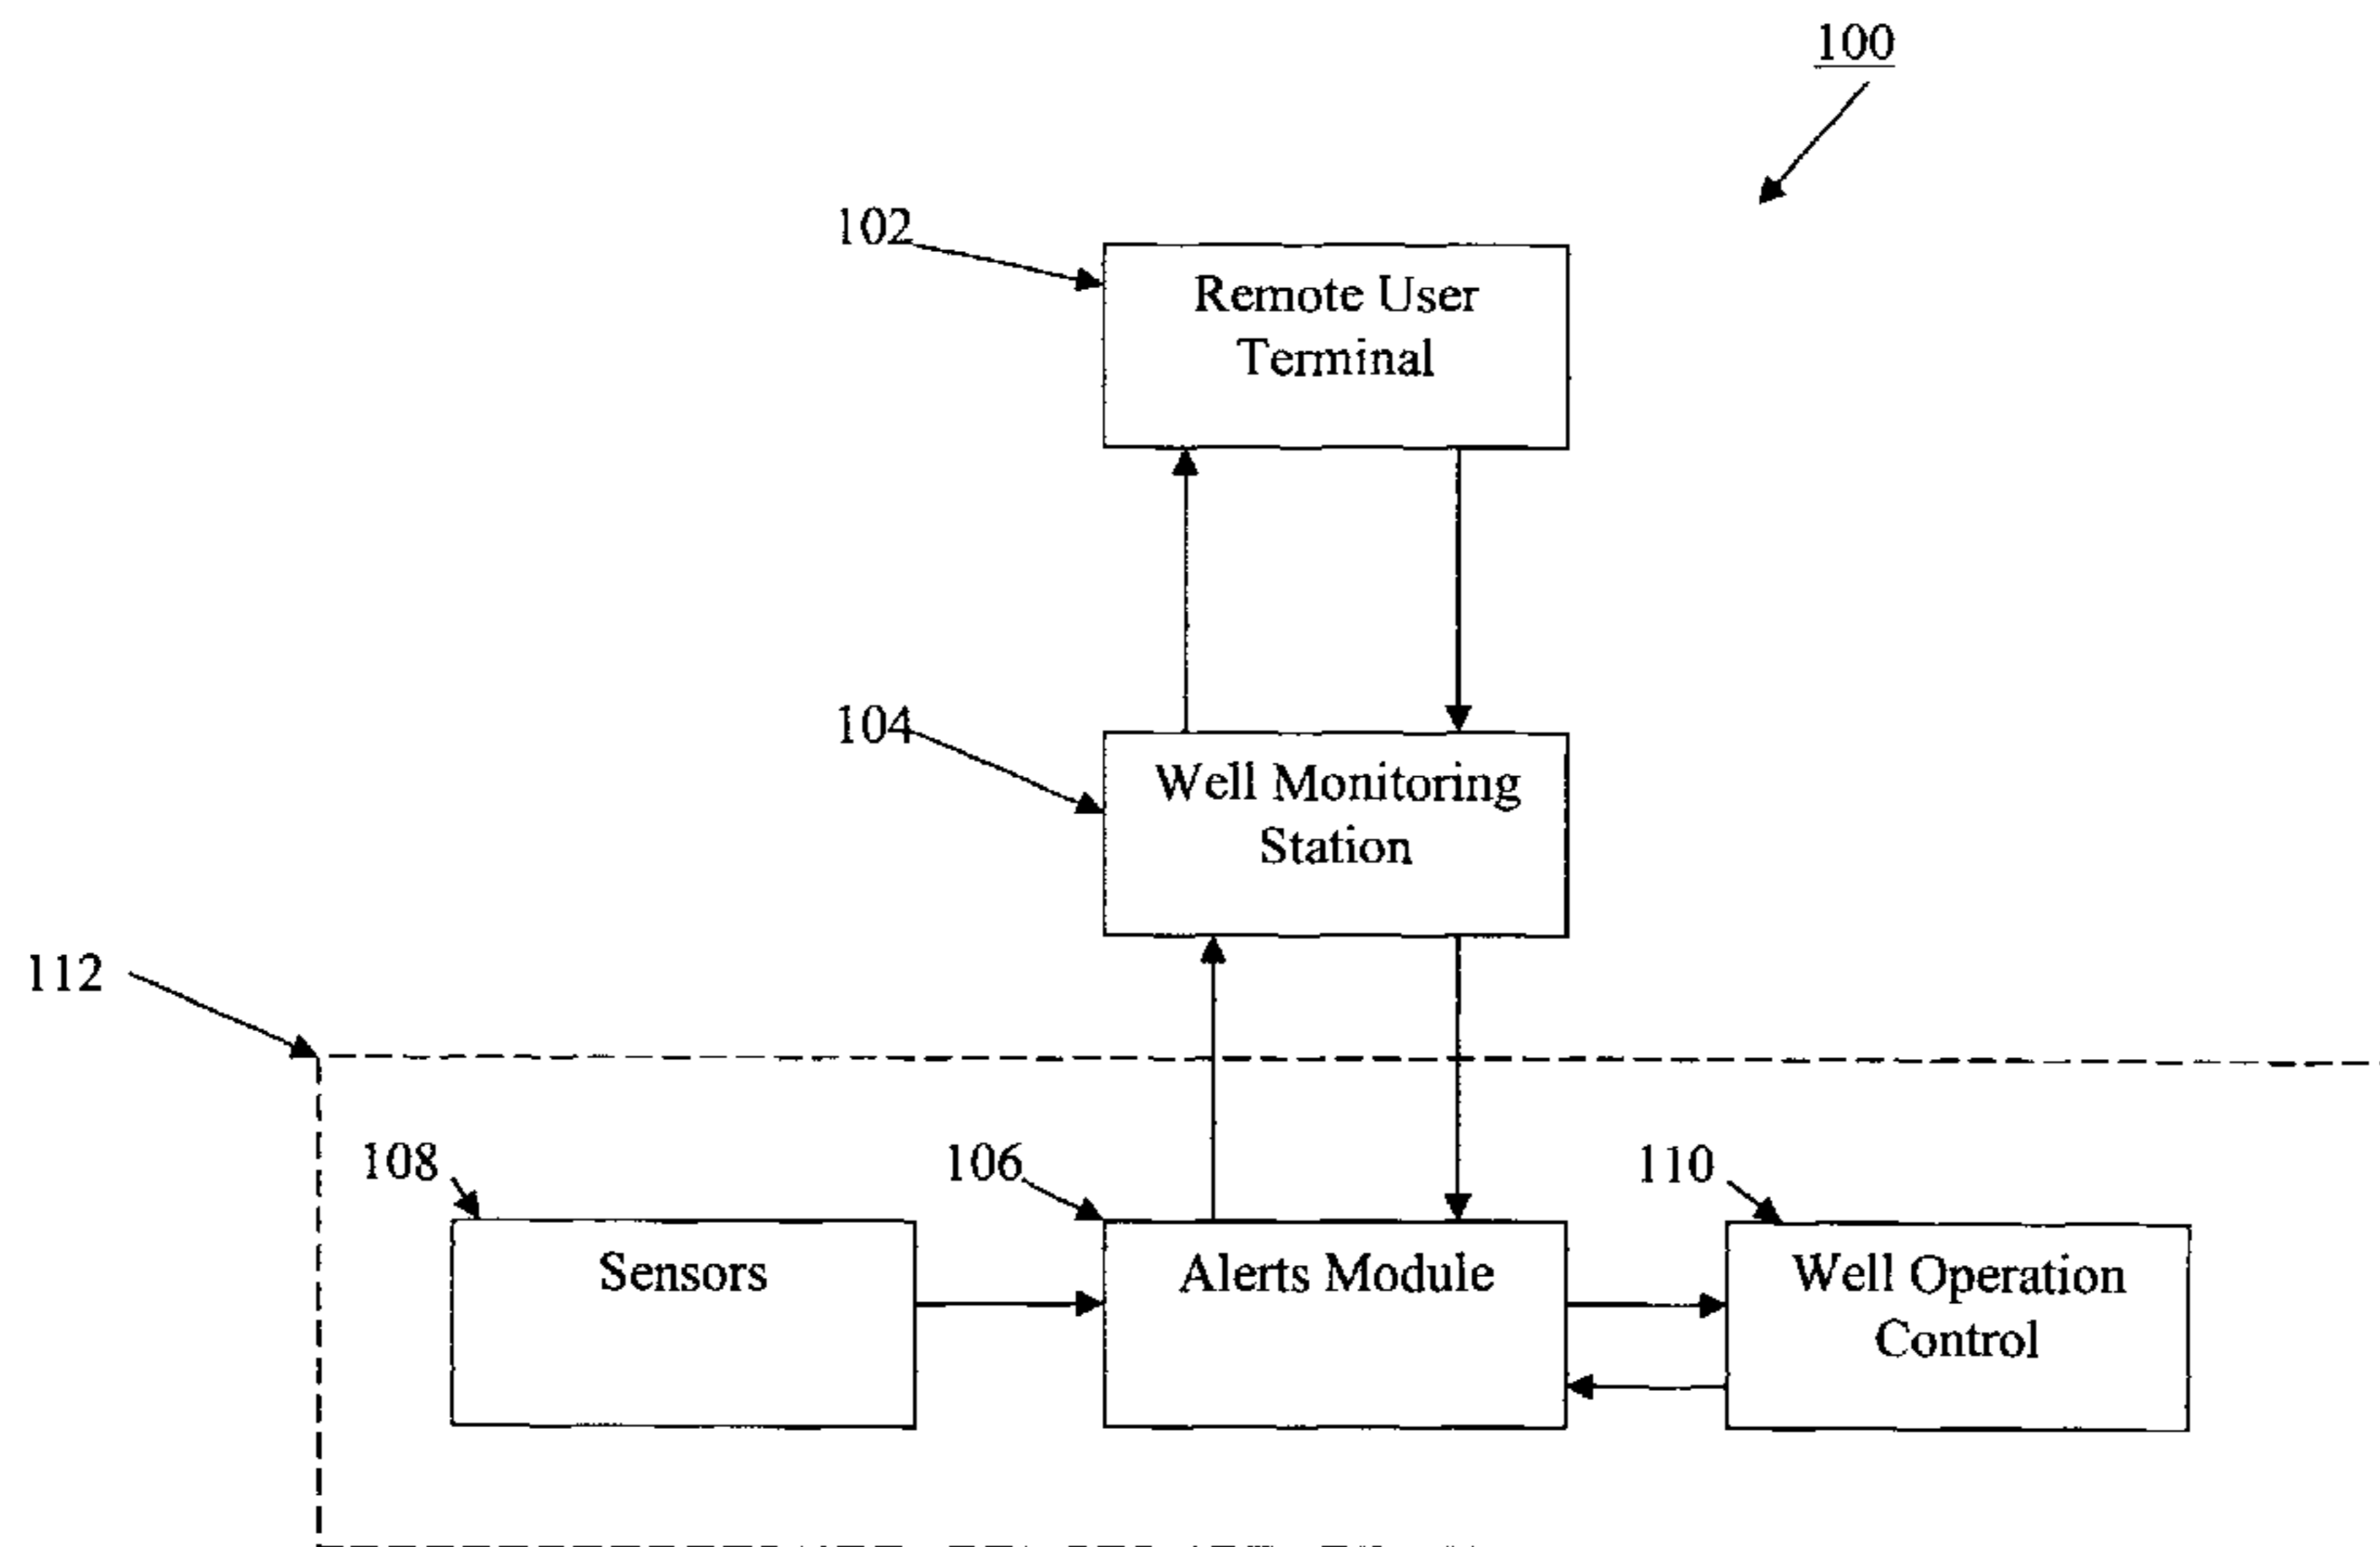 100
102
Remote User
Terminal
104
Well Monitoring
Station
112
108
106
110
Sensors
Alerts Module
Well Operation
Control